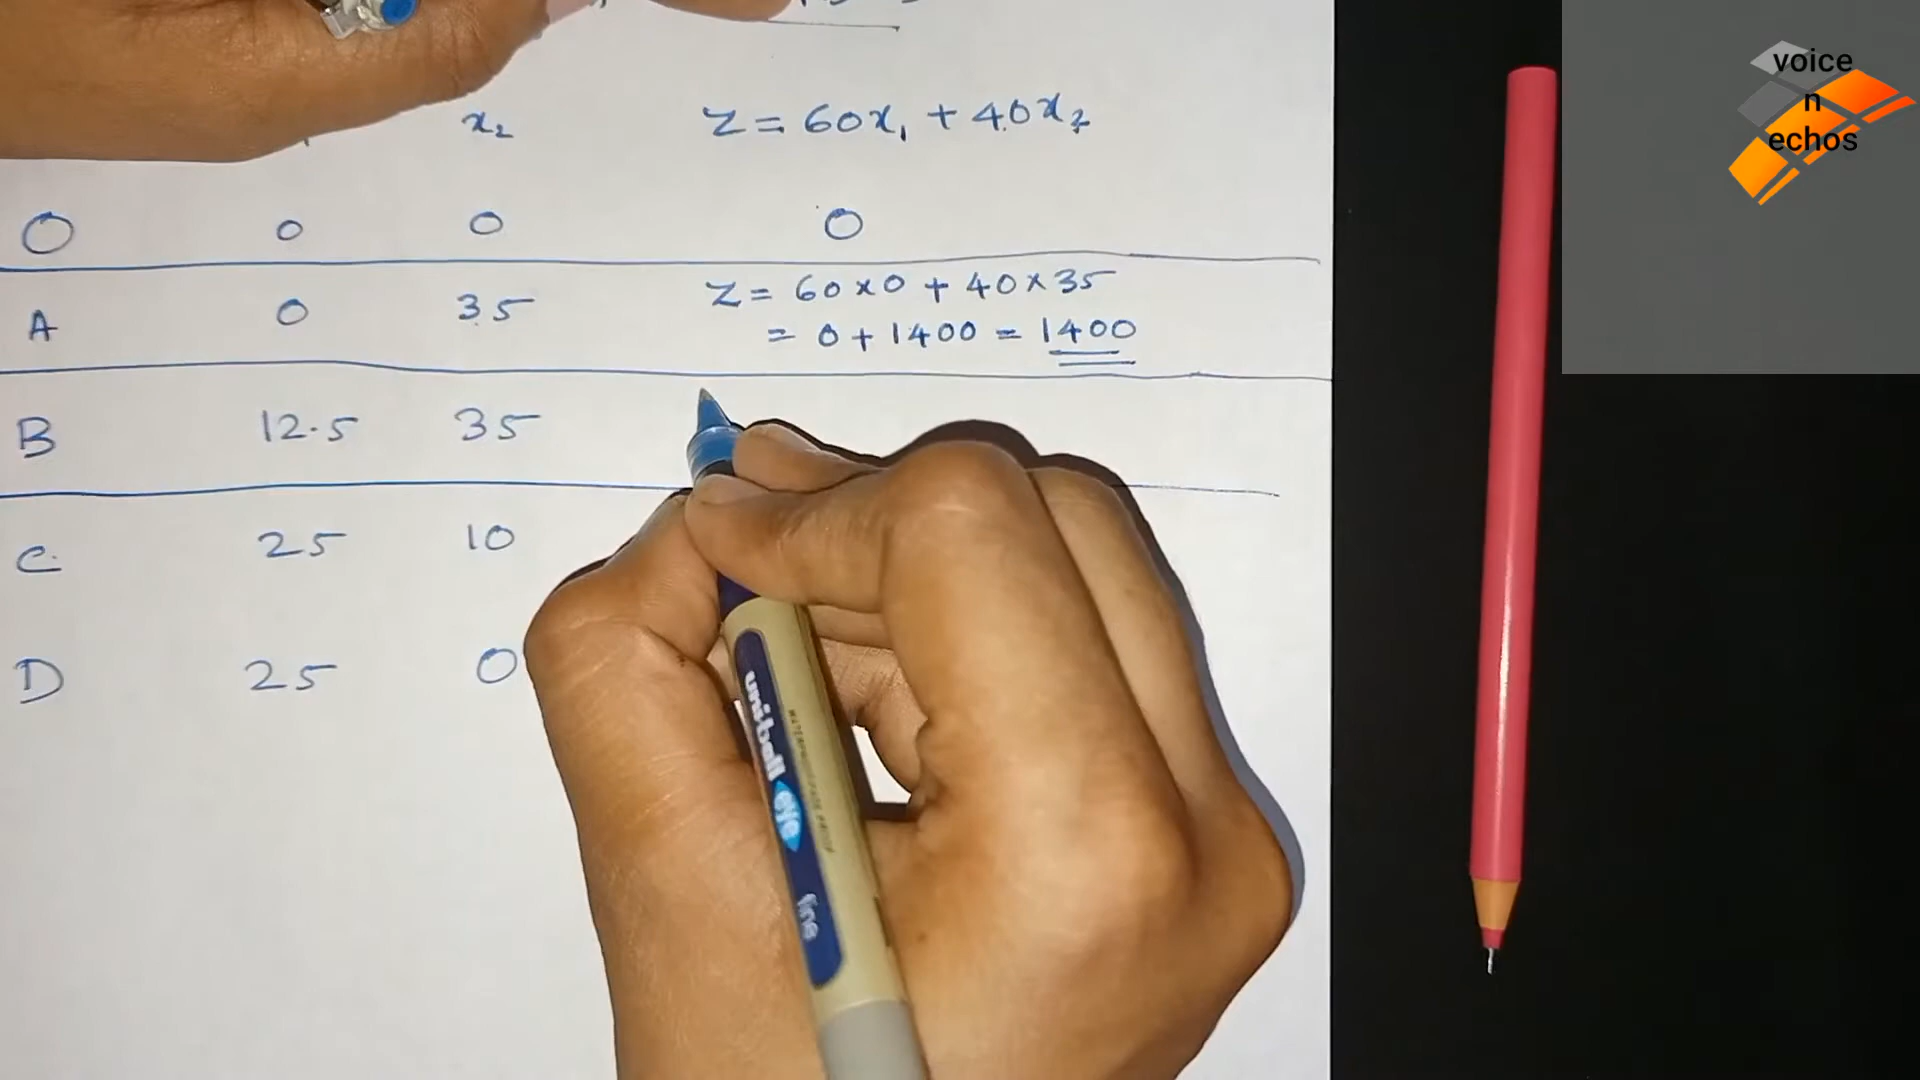 x₂ Z = 60x₁ + 40x₂
O 0 0 0
A 0 35 Z = 60 x 0 + 40 x 35
= 0 + 1400 = 1400
B 12.5 35
C 25 10
D 25 0
uniball eye fine
voice
n
echos